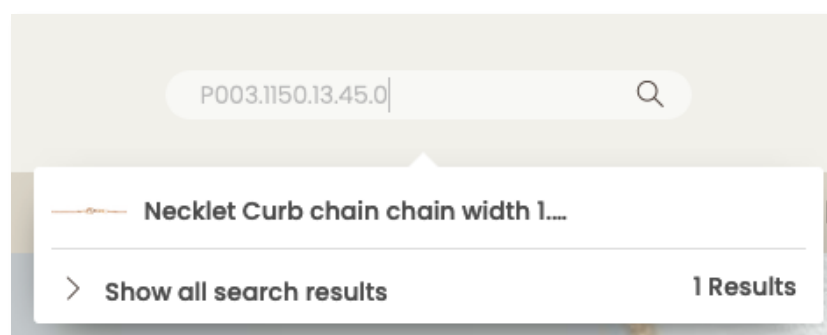 P003.1150.13.45.0
Necklet Curb chain chain width 1....
Show all search results
1 Results